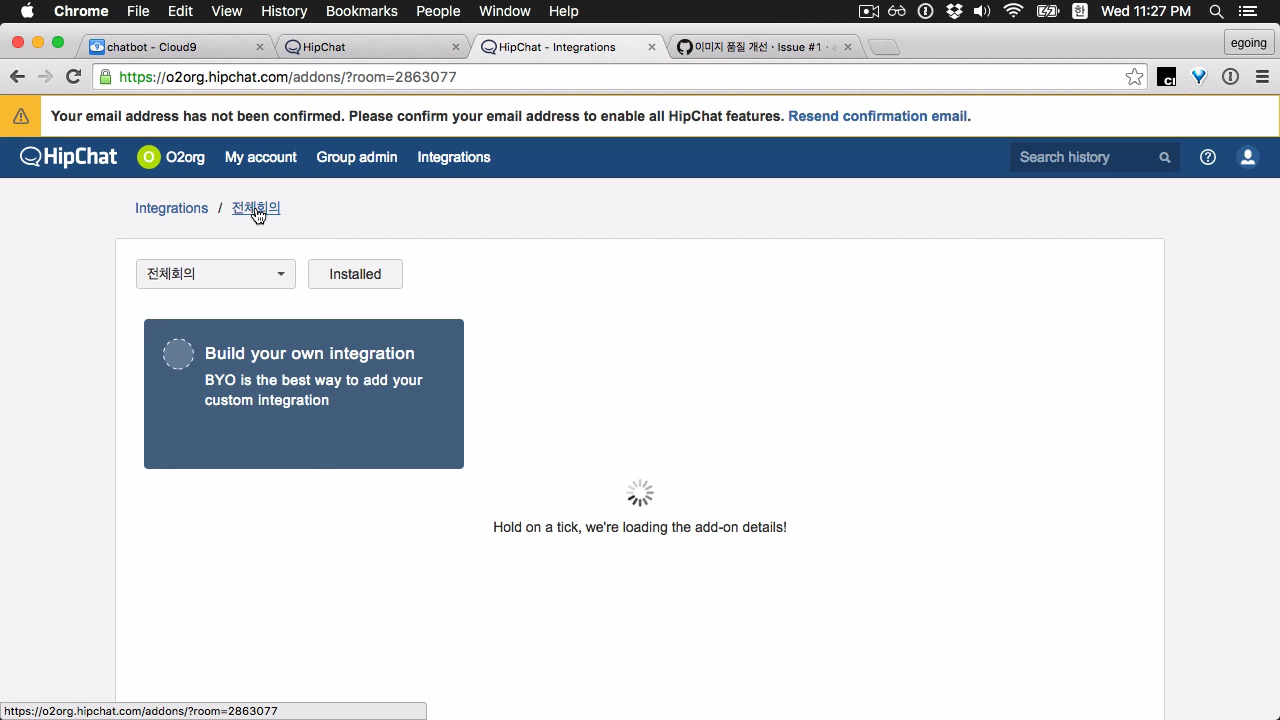 Chrome File Edit View History Bookmarks People Window Help 한 Wed 11:27 PM
chatbot - Cloud9 HipChat HipChat - Integrations 이미지 품질 개선 · Issue #1 · egoing
https://o2org.hipchat.com/addons/?room=2863077
Your email address has not been confirmed. Please confirm your email address to enable all HipChat features. Resend confirmation email.
HipChat O O2org My account Group admin Integrations Search history
Integrations / 전체회의
전체회의 Installed
Build your own integration
BYO is the best way to add your
custom integration
Hold on a tick, we're loading the add-on details!
https://o2org.hipchat.com/addons/?room=2863077